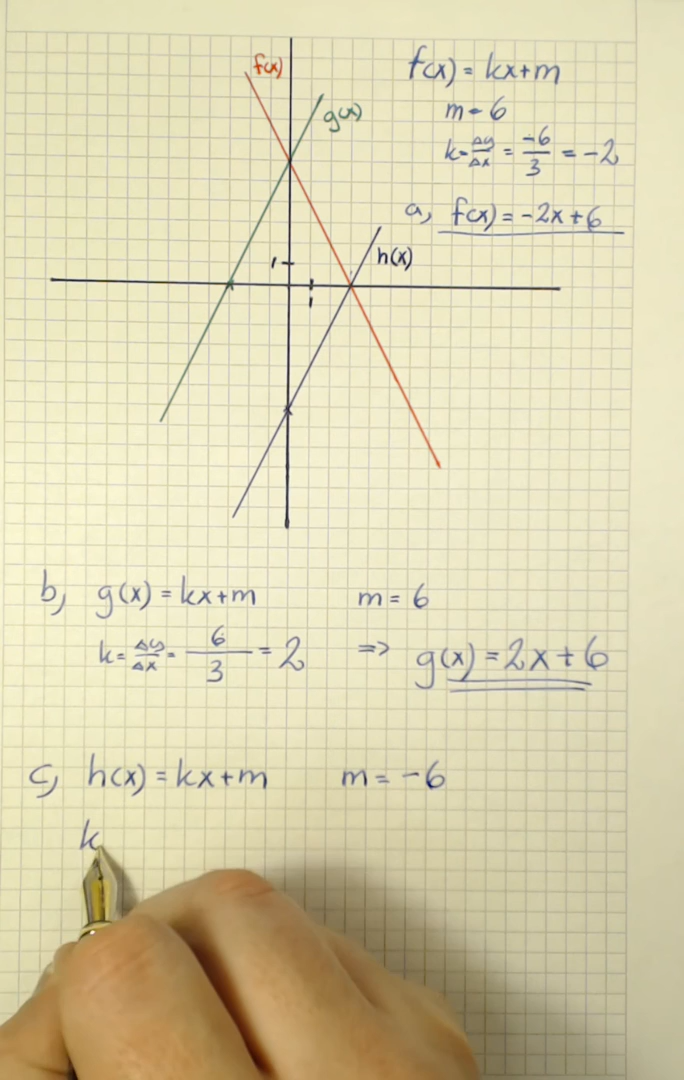 f(x)
g(x)
h(x)
1
1
f(x) = kx+m
m = 6
k = Δy/Δx = -6/3 = -2
a) f(x) = -2x+6
b) g(x) = kx+m m = 6
k = Δy/Δx = 6/3 = 2 => g(x) = 2x+6
c) h(x) = kx+m m = -6
k